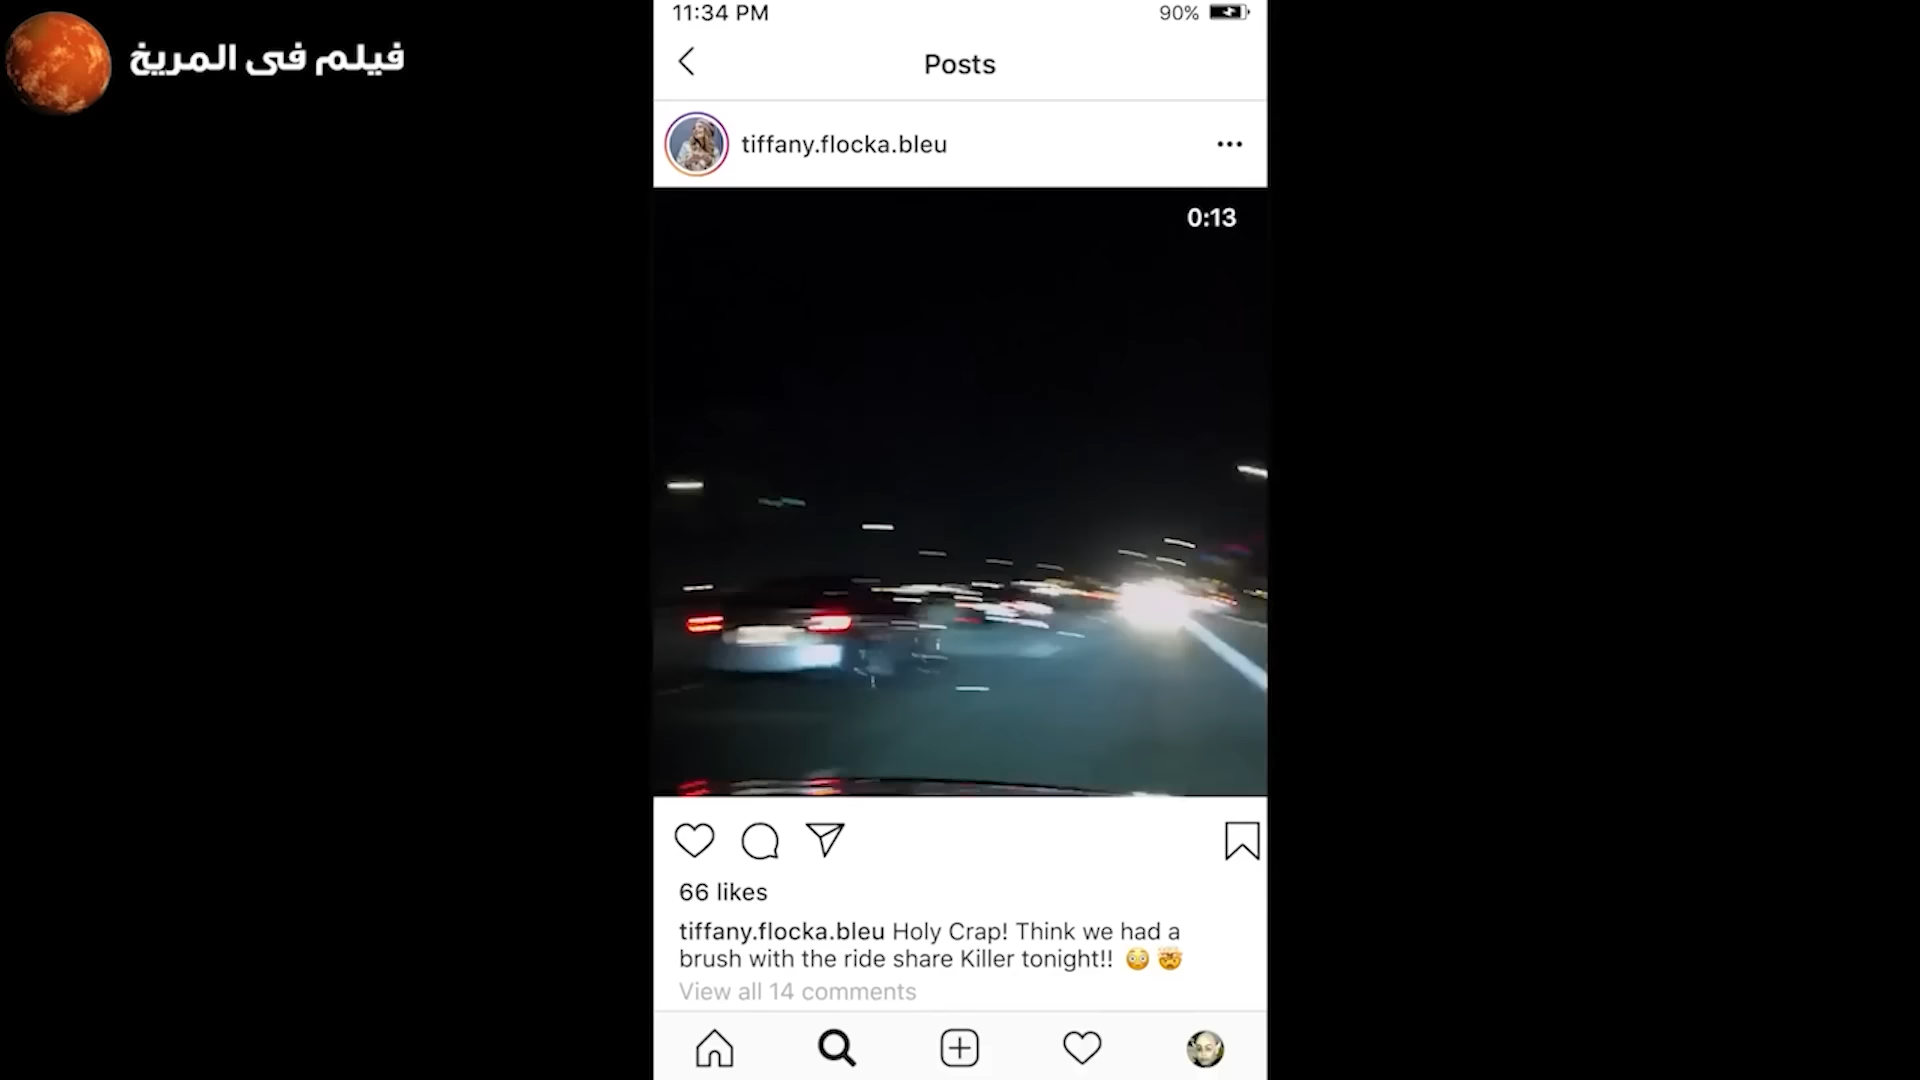 فيلم فى المريخ
11:34 PM
90%
Posts
tiffany.flocka.bleu
0:13
66 likes
tiffany.flocka.bleu Holy Crap! Think we had a
brush with the ride share Killer tonight!! 😳 🤯
View all 14 comments